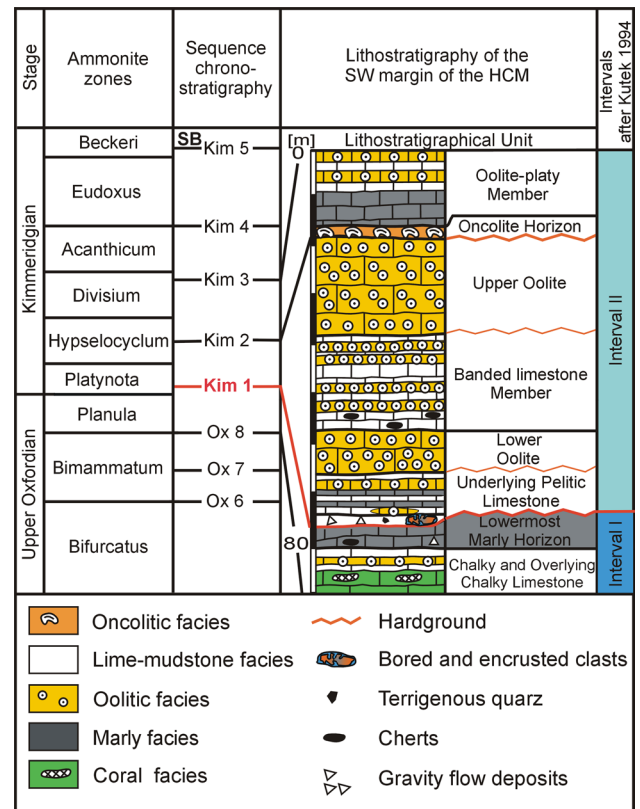 Stage
Ammonite
zones
Sequence
chrono-
stratigraphy
Lithostratigraphy of the
SW margin of the HCM
Intervals
after Kutek 1994
Kimmeridgian
Upper Oxfordian
Beckeri
Eudoxus
Acanthicum
Divisium
Hypselocyclum
Platynota
Planula
Bimammatum
Bifurcatus
SB
Kim 5
Kim 4
Kim 3
Kim 2
Kim 1
Ox 8
Ox 7
Ox 6
[m]
0
80
Lithostratigraphical Unit
Oolite-platy
Member
Oncolite Horizon
Upper Oolite
Banded limestone
Member
Lower
Oolite
Underlying Pelitic
Limestone
Lowermost
Marly Horizon
Chalky and Overlying
Chalky Limestone
Interval II
Interval I
Oncolitic facies
Lime-mudstone facies
Oolitic facies
Marly facies
Coral facies
Hardground
Bored and encrusted clasts
Terrigenous quarz
Cherts
Gravity flow deposits